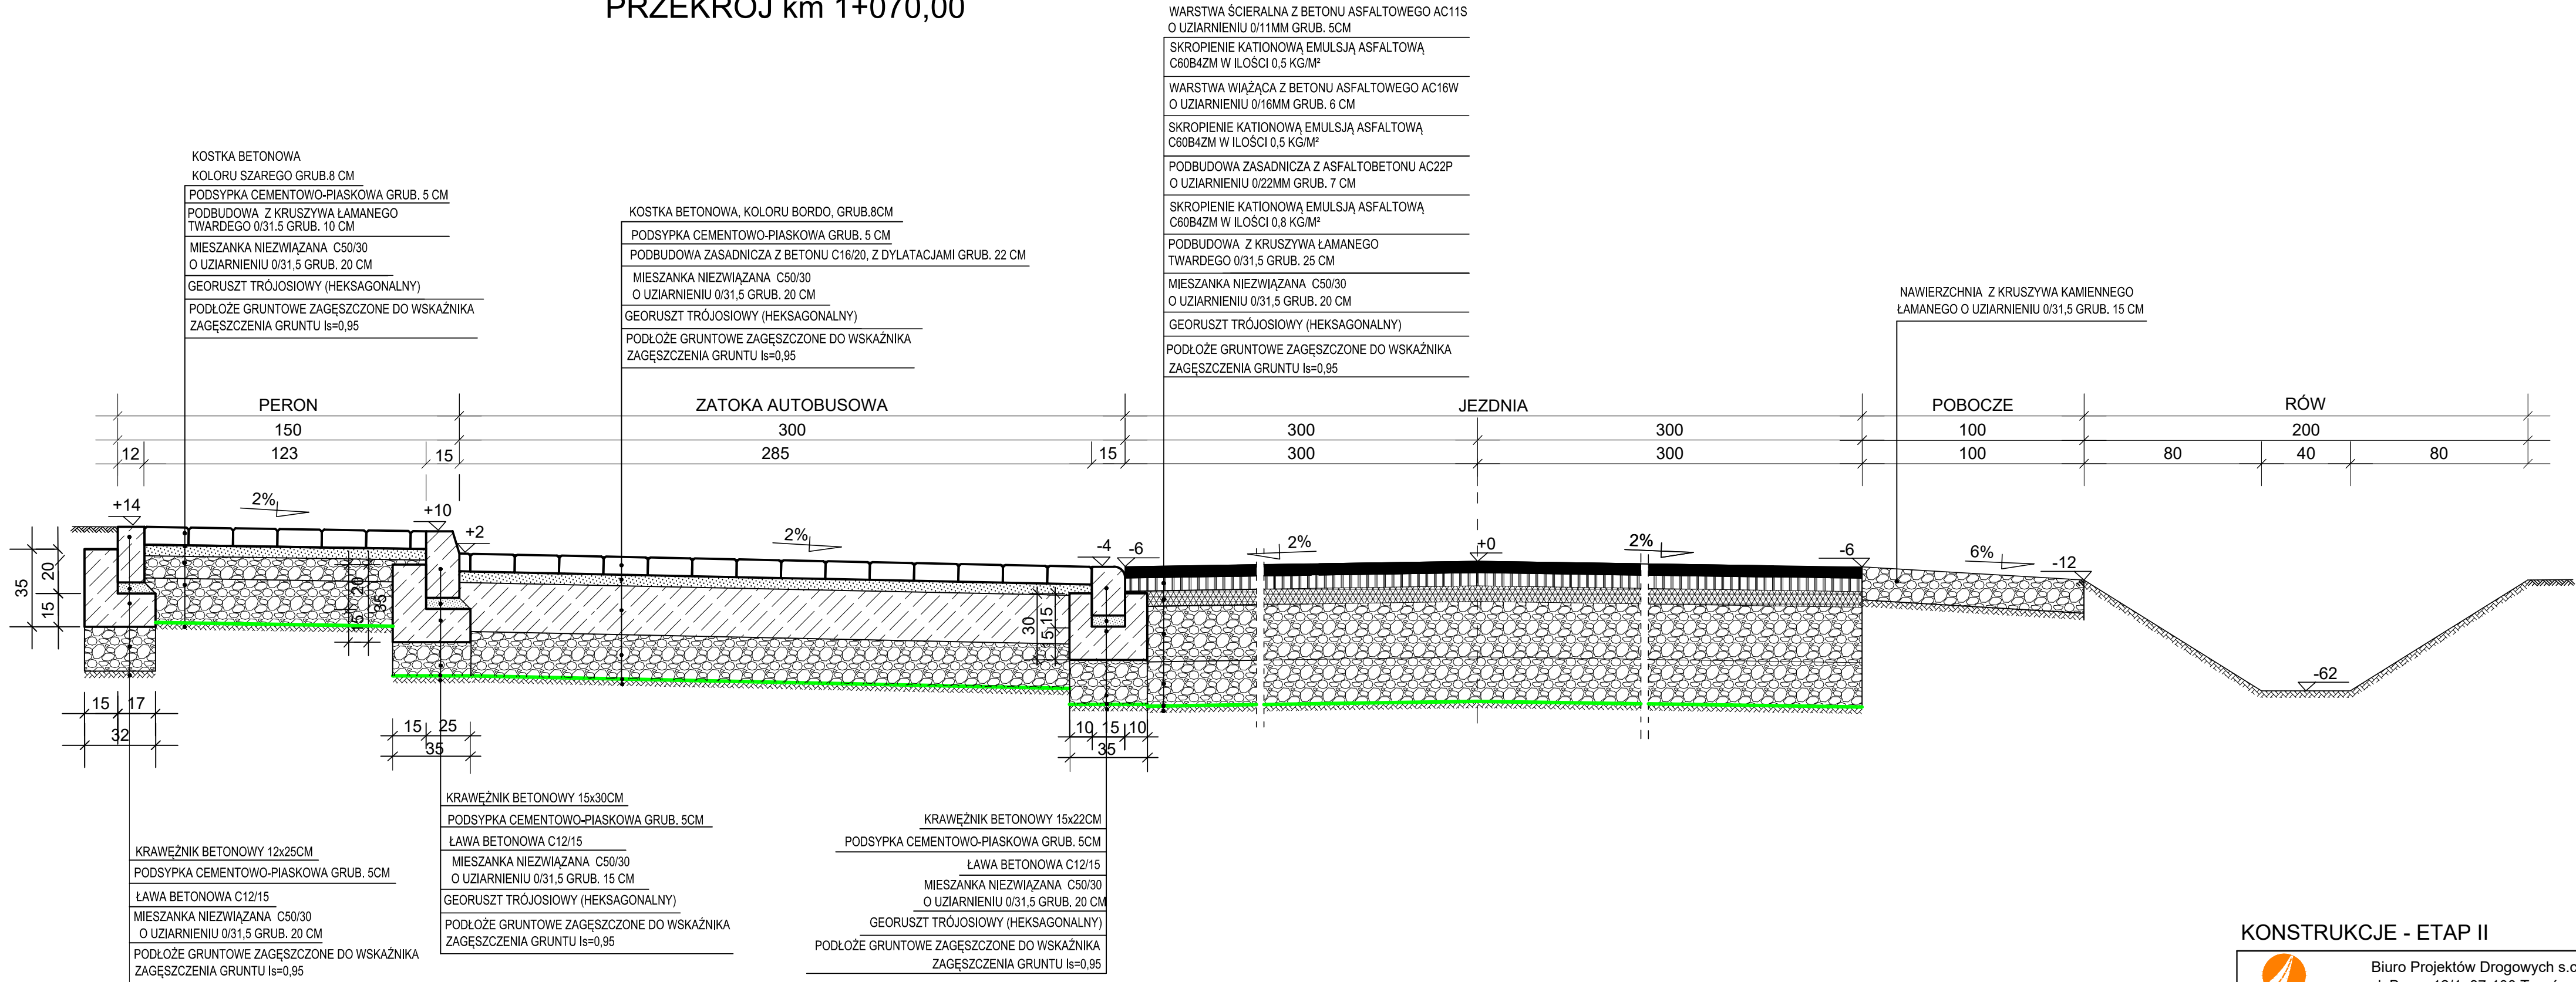 PRZEKRÓJ km 1+070,00
WARSTWA ŚCIERALNA Z BETONU ASFALTOWEGO AC11S
O UZIARNIENIU 0/11MM GRUB. 5CM
SKROPIENIE KATIONOWĄ EMULSJĄ ASFALTOWĄ
C60B4ZM W ILOŚCI 0,5 KG/M²
WARSTWA WIĄŻĄCA Z BETONU ASFALTOWEGO AC16W
O UZIARNIENIU 0/16MM GRUB. 6 CM
SKROPIENIE KATIONOWĄ EMULSJĄ ASFALTOWĄ
C60B4ZM W ILOŚCI 0,5 KG/M²
PODBUDOWA ZASADNICZA Z ASFALTOBETONU AC22P
O UZIARNIENIU 0/22MM GRUB. 7 CM
SKROPIENIE KATIONOWĄ EMULSJĄ ASFALTOWĄ
C60B4ZM W ILOŚCI 0,8 KG/M²
PODBUDOWA Z KRUSZYWA ŁAMANEGO
TWARDEGO 0/31,5 GRUB. 25 CM
MIESZANKA NIEZWIĄZANA C50/30
O UZIARNIENIU 0/31,5 GRUB. 20 CM
GEORUSZT TRÓJOSIOWY (HEKSAGONALNY)
PODŁOŻE GRUNTOWE ZAGĘSZCZONE DO WSKAŹNIKA
ZAGĘSZCZENIA GRUNTU Is=0,95
KOSTKA BETONOWA
KOLORU SZAREGO GRUB.8 CM
PODSYPKA CEMENTOWO-PIASKOWA GRUB. 5 CM
PODBUDOWA Z KRUSZYWA ŁAMANEGO
TWARDEGO 0/31.5 GRUB. 10 CM
MIESZANKA NIEZWIĄZANA C50/30
O UZIARNIENIU 0/31,5 GRUB. 20 CM
GEORUSZT TRÓJOSIOWY (HEKSAGONALNY)
PODŁOŻE GRUNTOWE ZAGĘSZCZONE DO WSKAŹNIKA
ZAGĘSZCZENIA GRUNTU Is=0,95
KOSTKA BETONOWA, KOLORU BORDO, GRUB.8CM
PODSYPKA CEMENTOWO-PIASKOWA GRUB. 5 CM
PODBUDOWA ZASADNICZA Z BETONU C16/20, Z DYLATACJAMI GRUB. 22 CM
MIESZANKA NIEZWIĄZANA C50/30
O UZIARNIENIU 0/31,5 GRUB. 20 CM
GEORUSZT TRÓJOSIOWY (HEKSAGONALNY)
PODŁOŻE GRUNTOWE ZAGĘSZCZONE DO WSKAŹNIKA
ZAGĘSZCZENIA GRUNTU Is=0,95
NAWIERZCHNIA Z KRUSZYWA KAMIENNEGO
ŁAMANEGO O UZIARNIENIU 0/31,5 GRUB. 15 CM
PERON ZATOKA AUTOBUSOWA JEZDNIA POBOCZE RÓW
150 300 300 300 100 200
12 123 15 285 15 300 300 100 80 40 80
+14 2% +10 +2 2% -4 -6 2% +0 2% -6 6% -12
35 20 15
20 35 15
30 15 15
-62
15 17
32
15 25
35
10 15 10
35
KRAWĘŻNIK BETONOWY 12x25CM
PODSYPKA CEMENTOWO-PIASKOWA GRUB. 5CM
ŁAWA BETONOWA C12/15
MIESZANKA NIEZWIĄZANA C50/30
O UZIARNIENIU 0/31,5 GRUB. 20 CM
PODŁOŻE GRUNTOWE ZAGĘSZCZONE DO WSKAŹNIKA
ZAGĘSZCZENIA GRUNTU Is=0,95
KRAWĘŻNIK BETONOWY 15x30CM
PODSYPKA CEMENTOWO-PIASKOWA GRUB. 5CM
ŁAWA BETONOWA C12/15
MIESZANKA NIEZWIĄZANA C50/30
O UZIARNIENIU 0/31,5 GRUB. 15 CM
GEORUSZT TRÓJOSIOWY (HEKSAGONALNY)
PODŁOŻE GRUNTOWE ZAGĘSZCZONE DO WSKAŹNIKA
ZAGĘSZCZENIA GRUNTU Is=0,95
KRAWĘŻNIK BETONOWY 15x22CM
PODSYPKA CEMENTOWO-PIASKOWA GRUB. 5CM
ŁAWA BETONOWA C12/15
MIESZANKA NIEZWIĄZANA C50/30
O UZIARNIENIU 0/31,5 GRUB. 20 CM
GEORUSZT TRÓJOSIOWY (HEKSAGONALNY)
PODŁOŻE GRUNTOWE ZAGĘSZCZONE DO WSKAŹNIKA
ZAGĘSZCZENIA GRUNTU Is=0,95
KONSTRUKCJE - ETAP II
Biuro Projektów Drogowych s.c